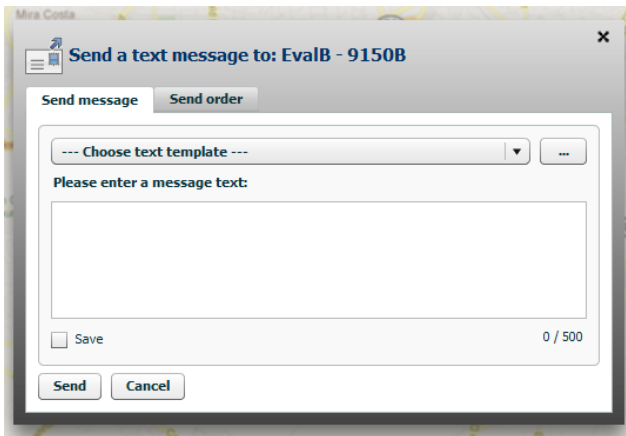 Mira Costa
Send a text message to: EvalB - 9150B
Send message
Send order
--- Choose text template ---
...
Please enter a message text:
Save
0 / 500
Send
Cancel